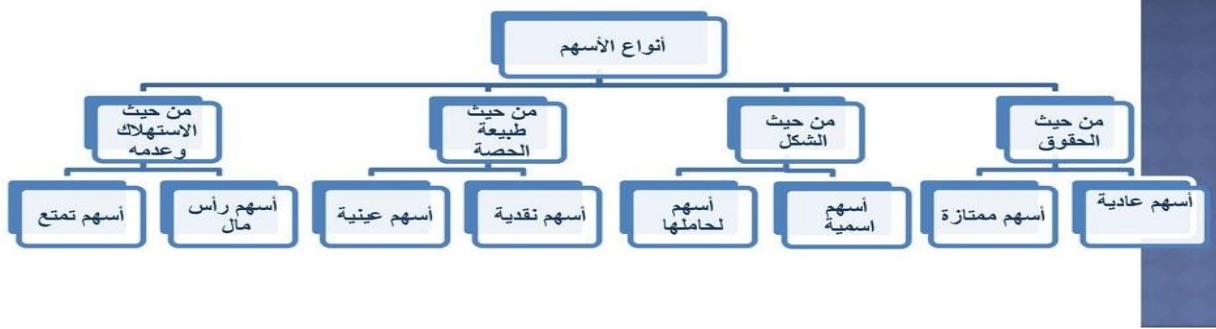 أنواع الأسهم
من حيث
الحقوق
من حيث
الشكل
من حيث
طبيعة
الحصة
من حيث
الاستهلاك
وعدمه
أسهم عادية
أسهم ممتازة
أسهم
اسمية
أسهم
لحاملها
أسهم نقدية
أسهم عينية
أسهم رأس
مال
أسهم تمتع